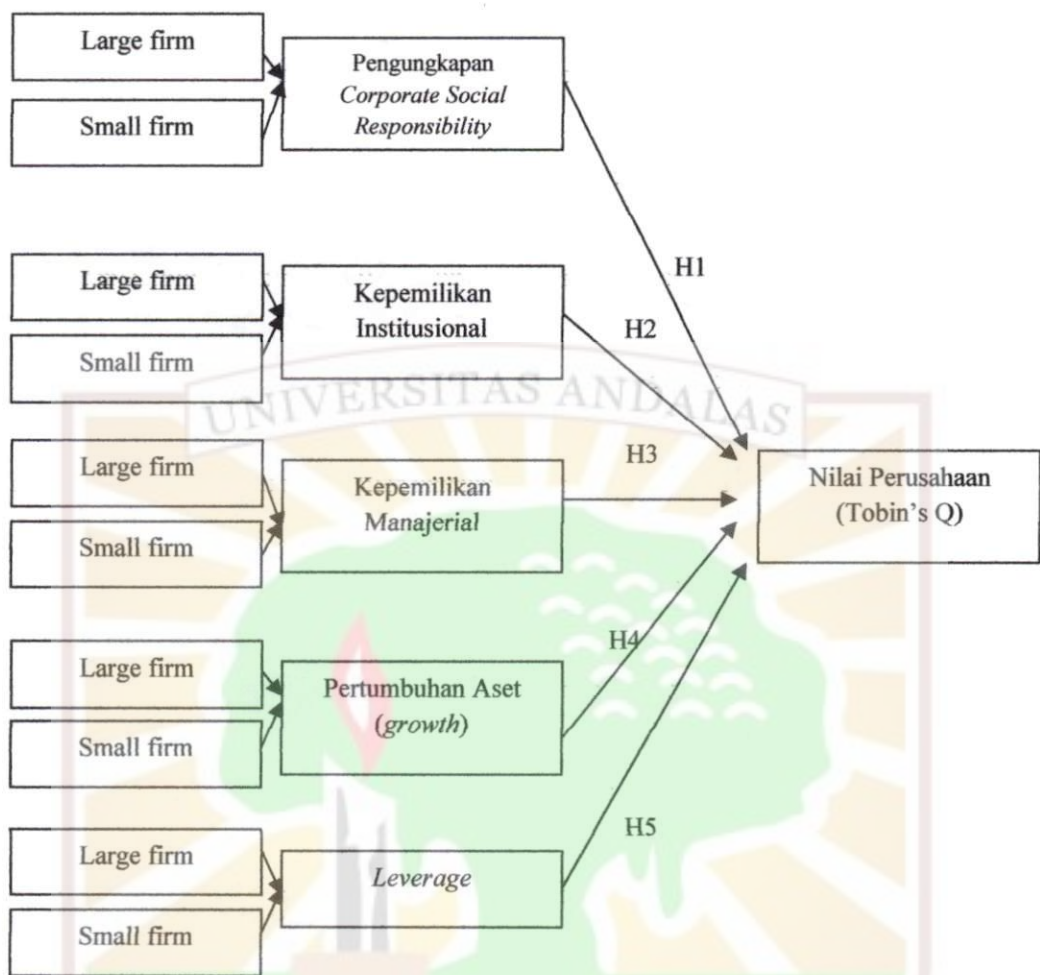 Large firm
Small firm
Pengungkapan
Corporate Social
Responsibility
H1
Large firm
Small firm
Kepemilikan
Institusional
H2
UNIVERSITAS ANDALAS
Large firm
Small firm
Kepemilikan
Manajerial
H3
Nilai Perusahaan
(Tobin's Q)
Large firm
Small firm
Pertumbuhan Aset
(growth)
H4
Large firm
Small firm
Leverage
H5